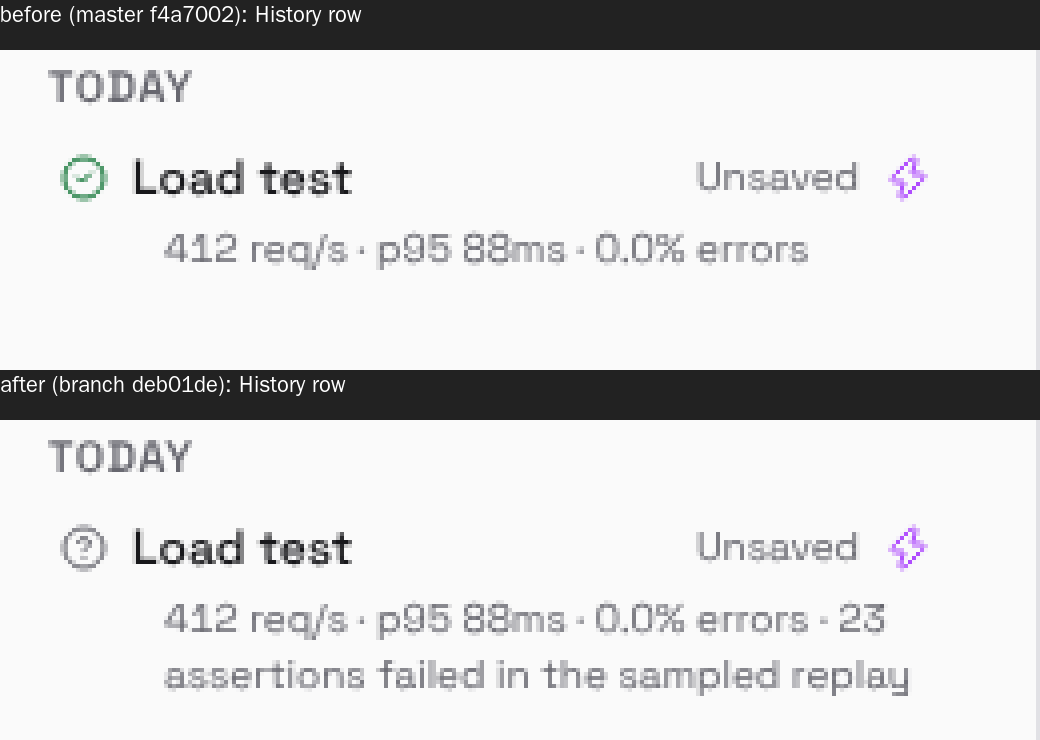 before (master f4a7002): History row
TODAY
Load test Unsaved
412 req/s · p95 88ms · 0.0% errors
after (branch deb01de): History row
TODAY
Load test Unsaved
412 req/s · p95 88ms · 0.0% errors · 23
assertions failed in the sampled replay